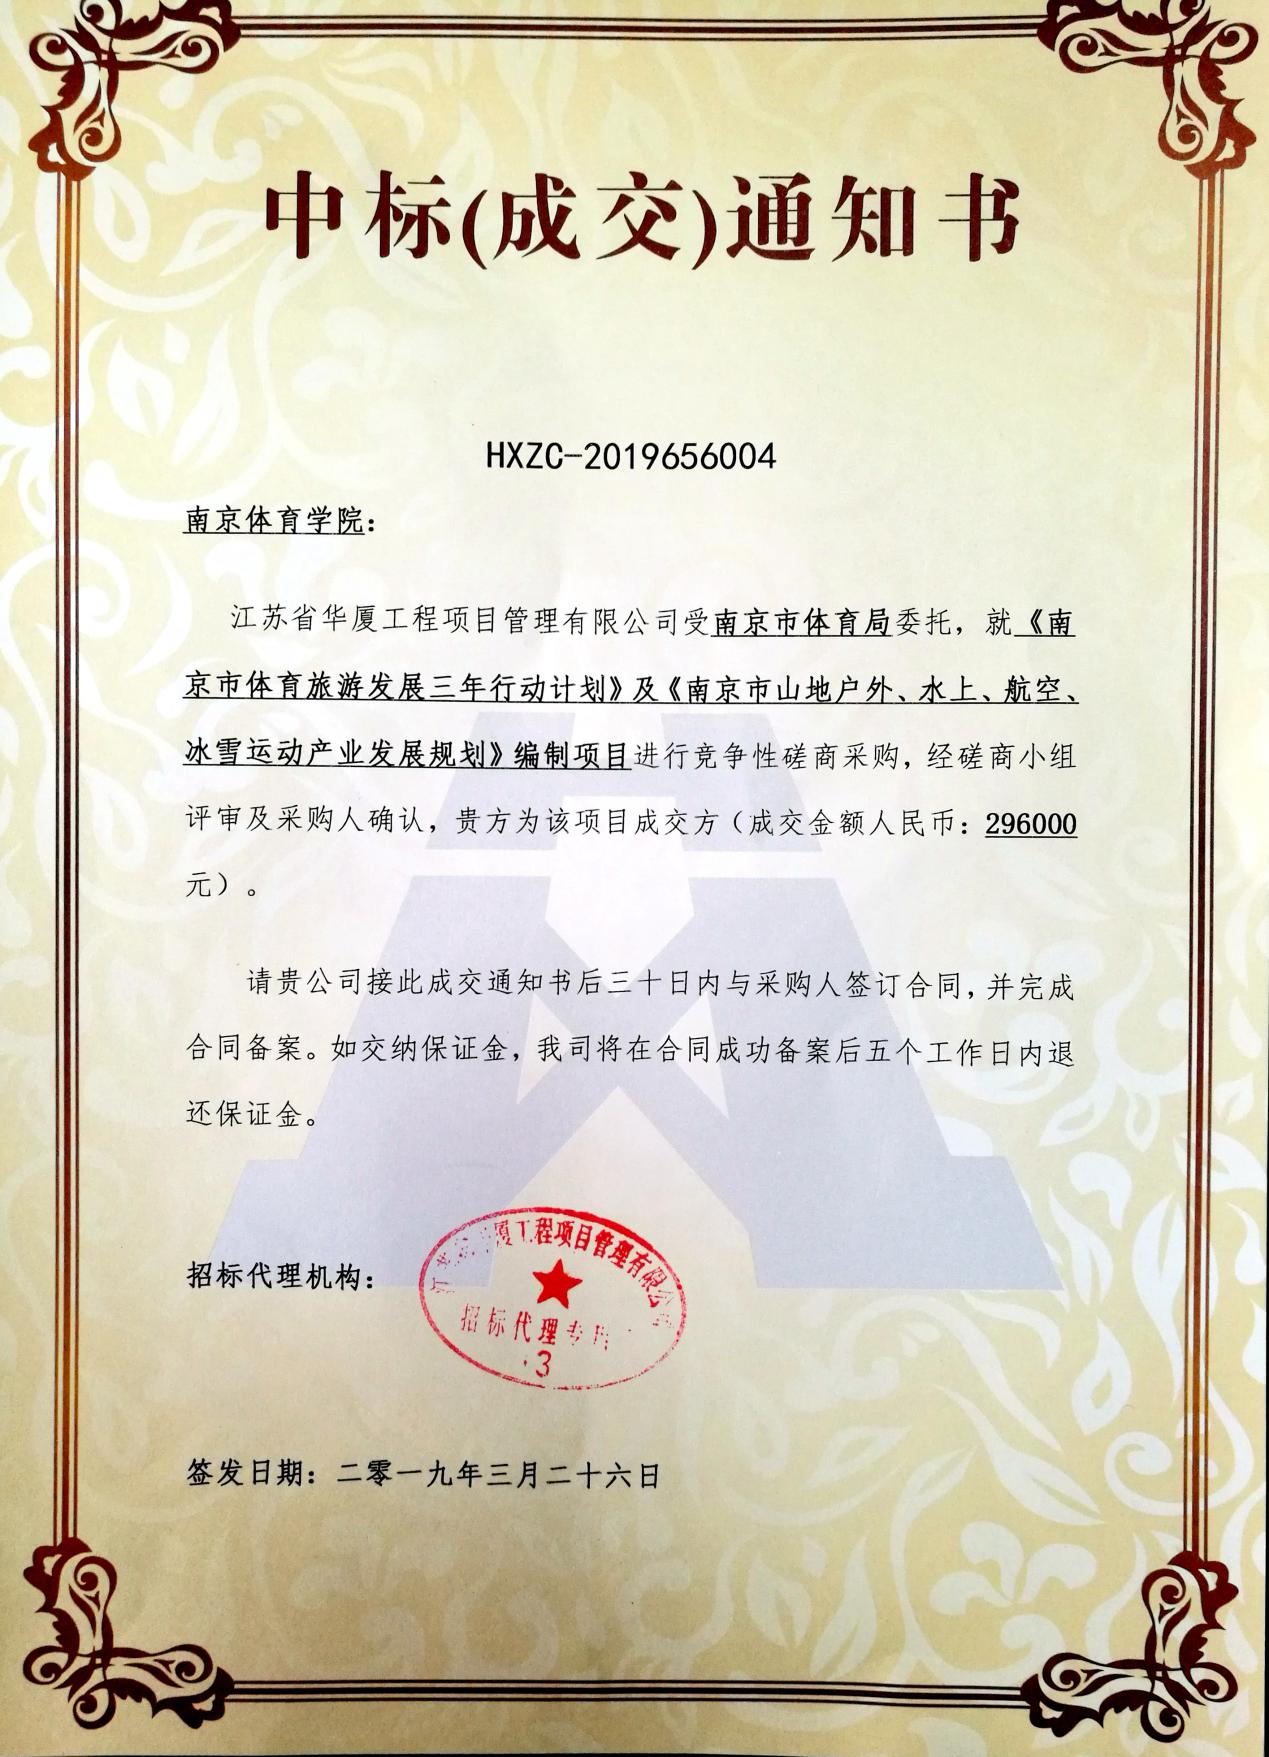 中标(成交)通知书
HXZC-2019656004
南京体育学院：
江苏省华厦工程项目管理有限公司受南京市体育局委托，就《南
京市体育旅游发展三年行动计划》及《南京市山地户外、水上、航空、
冰雪运动产业发展规划》编制项目进行竞争性磋商采购，经磋商小组
评审及采购人确认，贵方为该项目成交方（成交金额人民币：296000
元）。
请贵公司接此成交通知书后三十日内与采购人签订合同，并完成
合同备案。如交纳保证金，我司将在合同成功备案后五个工作日内退
还保证金。
招标代理机构：
厦工程项目管理有限公
招标代理专
3
签发日期：二零一九年三月二十六日